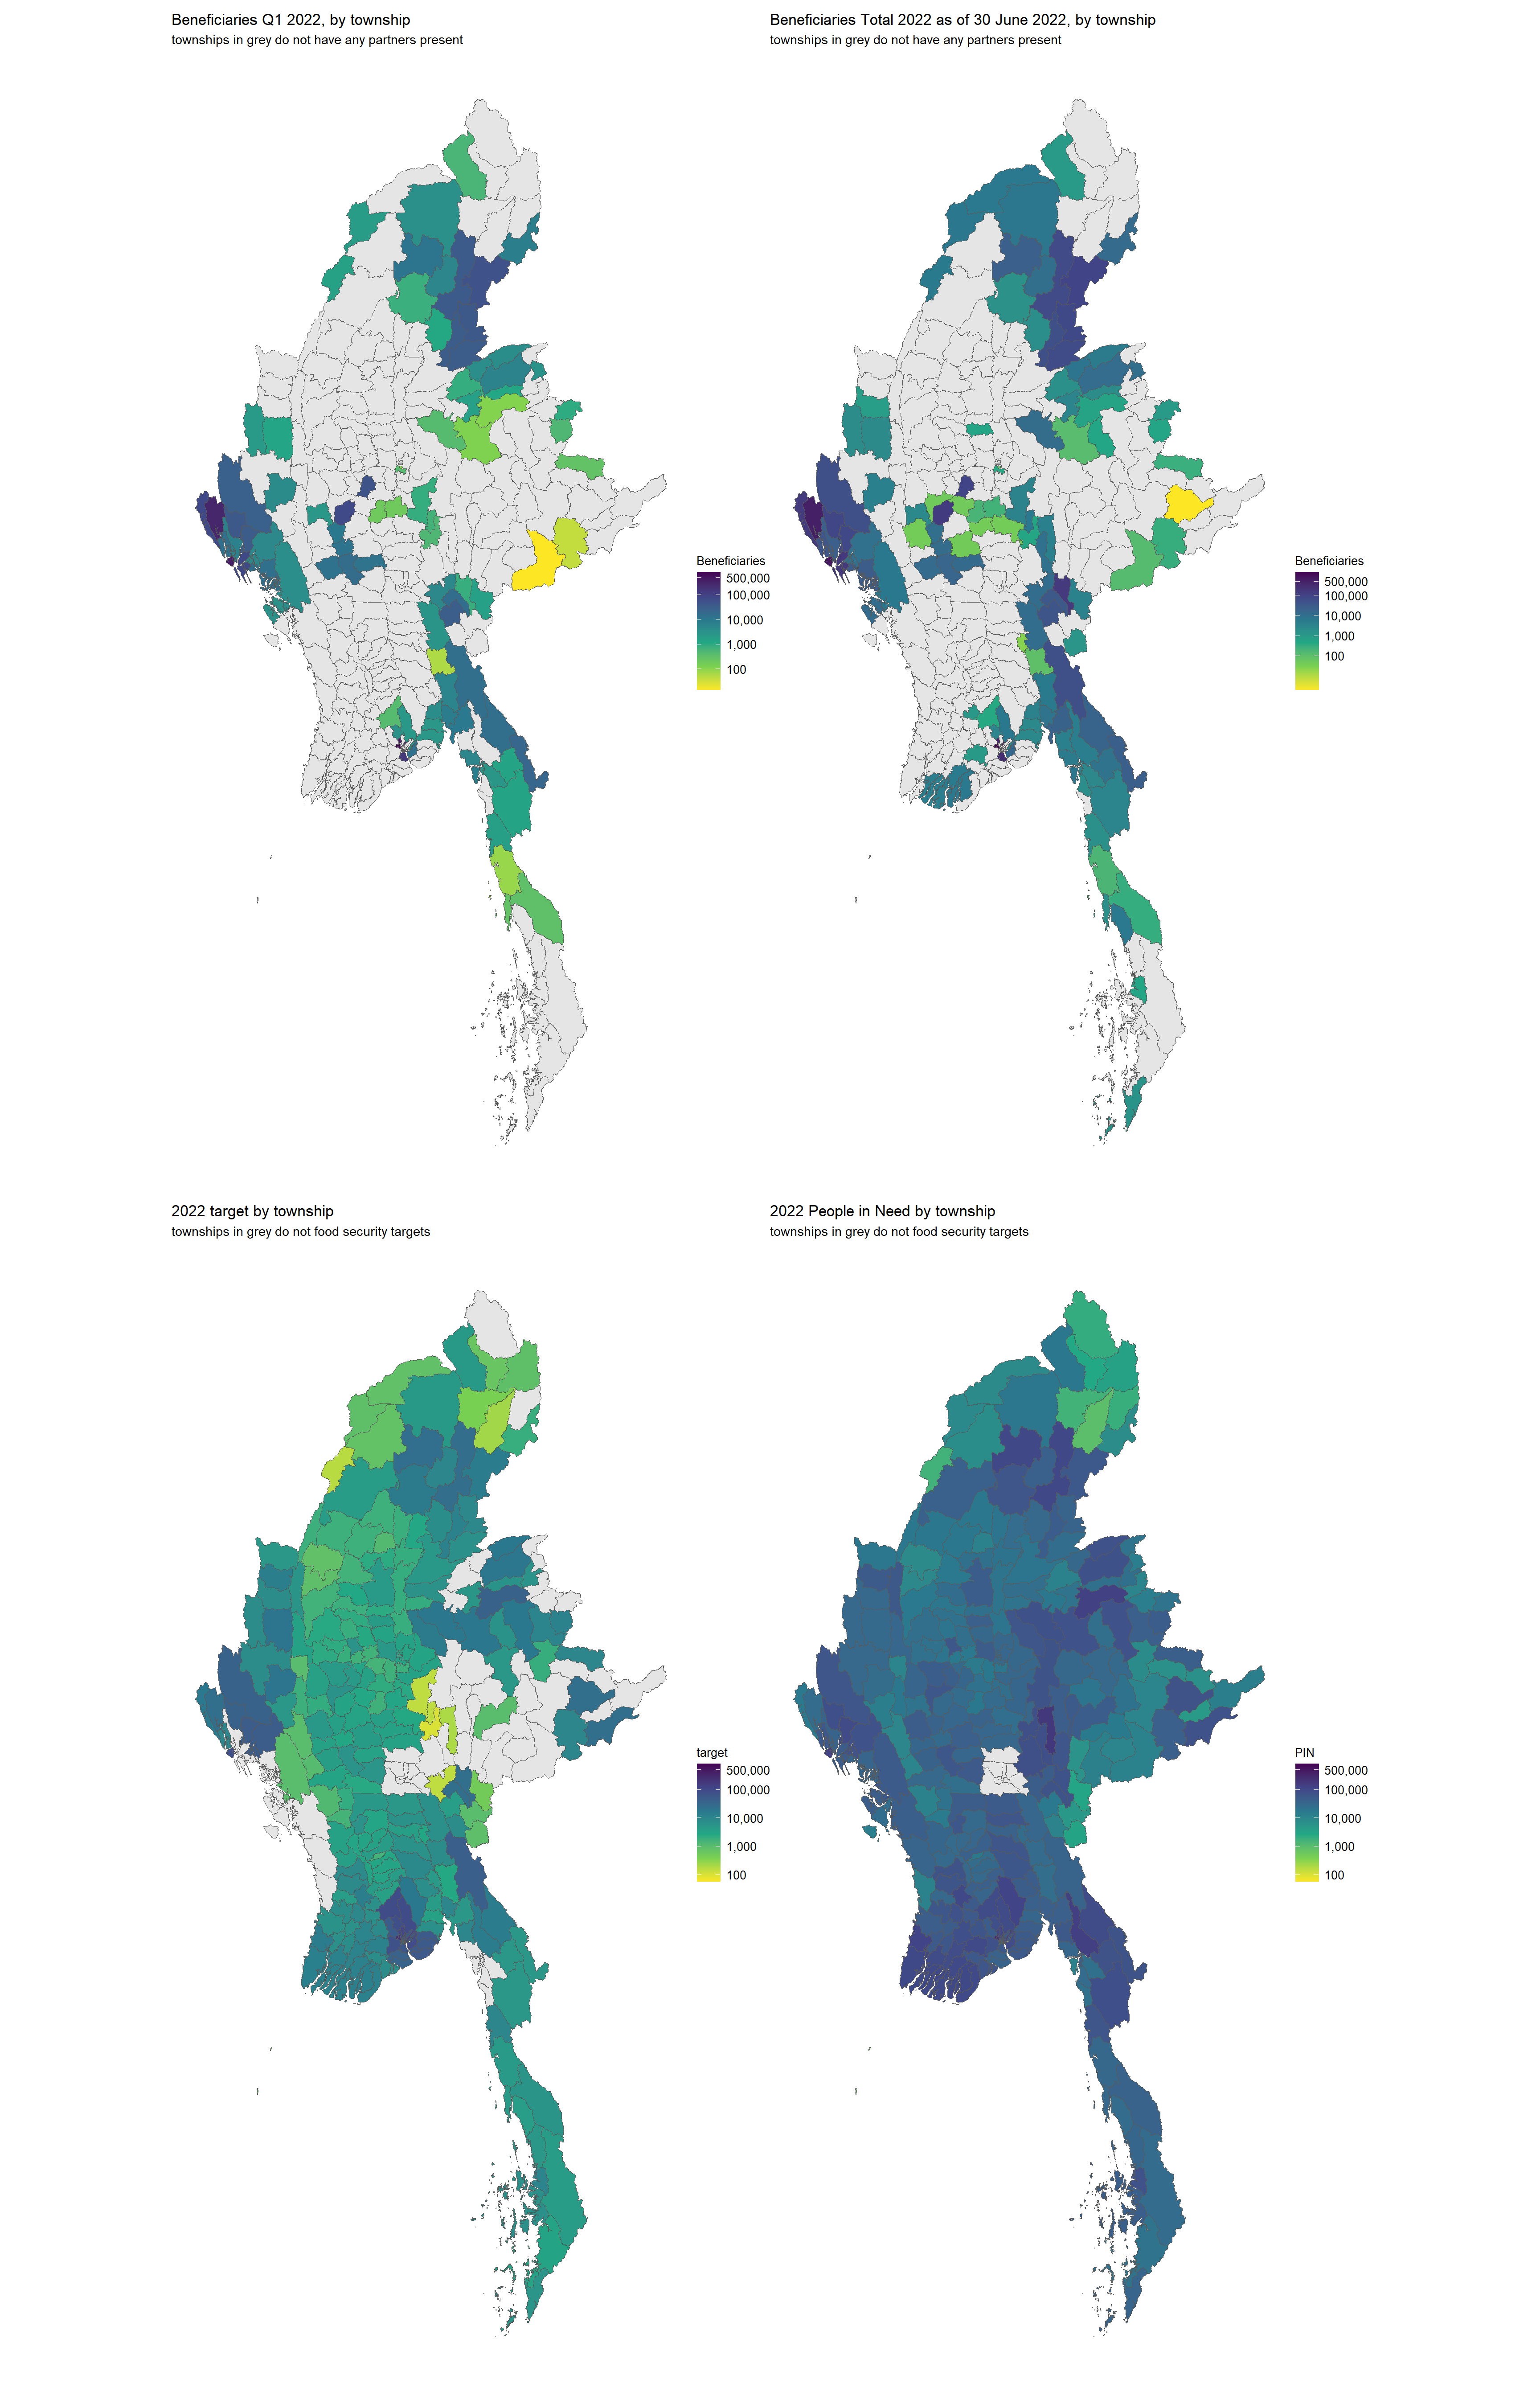 Beneficiaries Q1 2022, by township
townships in grey do not have any partners present
Beneficiaries
500,000
100,000
10,000
1,000
100
Beneficiaries Total 2022 as of 30 June 2022, by township
townships in grey do not have any partners present
Beneficiaries
500,000
100,000
10,000
1,000
100
2022 target by township
townships in grey do not food security targets
target
500,000
100,000
10,000
1,000
100
2022 People in Need by township
townships in grey do not food security targets
PIN
500,000
100,000
10,000
1,000
100